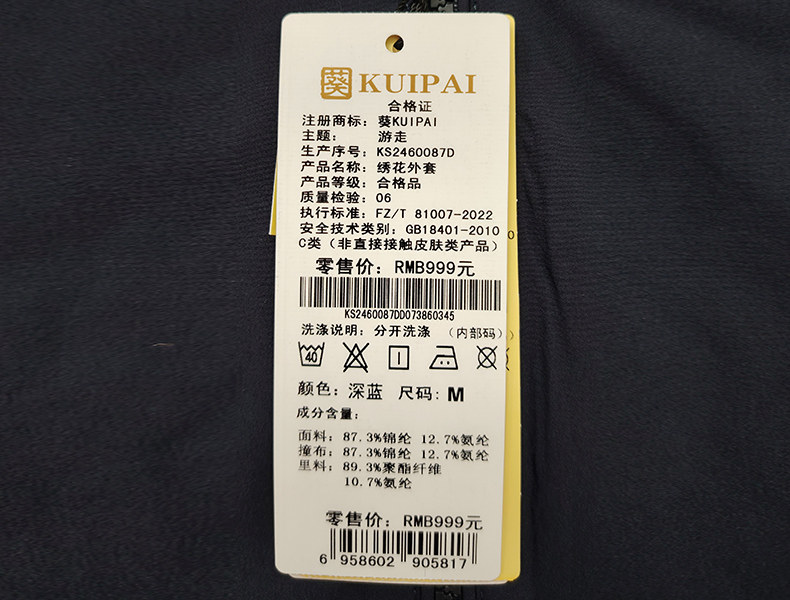 葵 KUIPAI
合格证
注册商标: 葵KUIPAI
主题: 游走
生产序号: KS2460087D
产品名称: 绣花外套
产品等级: 合格品
质量检验: 06
执行标准: FZ/T 81007-2022
安全技术类别: GB18401-2010
C类（非直接接触皮肤类产品）
零售价: RMB999元
KS2460087DD073860345
洗涤说明: 分开洗涤 （内部码）
40
颜色: 深蓝 尺码: M
成分含量:
面料: 87.3%锦纶 12.7%氨纶
撞布: 87.3%锦纶 12.7%氨纶
里料: 89.3%聚酯纤维
10.7%氨纶
零售价: RMB999元
6 958602 905817